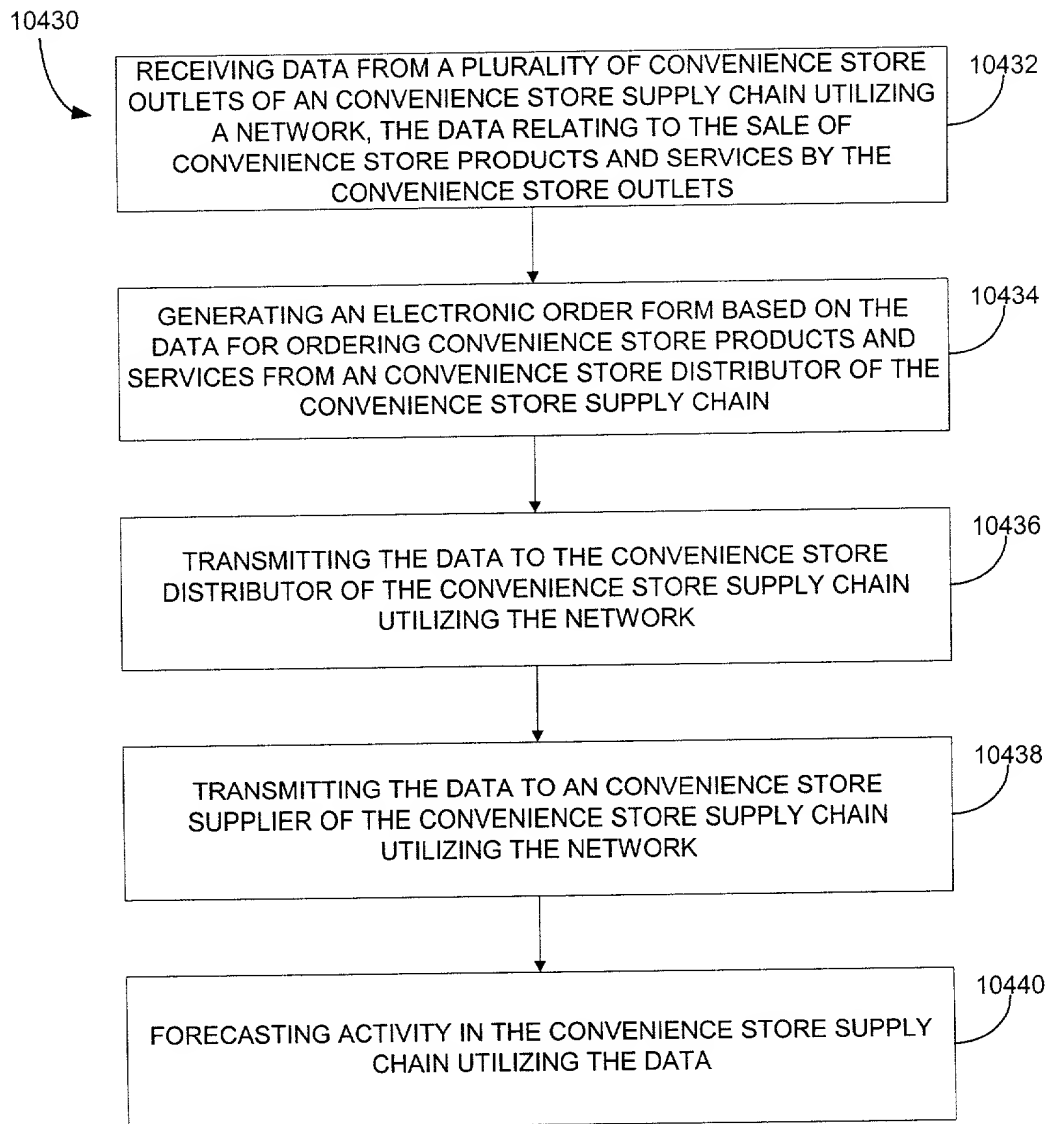 10430
RECEIVING DATA FROM A PLURALITY OF CONVENIENCE STORE
OUTLETS OF AN CONVENIENCE STORE SUPPLY CHAIN UTILIZING
A NETWORK, THE DATA RELATING TO THE SALE OF
CONVENIENCE STORE PRODUCTS AND SERVICES BY THE
CONVENIENCE STORE OUTLETS
10432
GENERATING AN ELECTRONIC ORDER FORM BASED ON THE
DATA FOR ORDERING CONVENIENCE STORE PRODUCTS AND
SERVICES FROM AN CONVENIENCE STORE DISTRIBUTOR OF THE
CONVENIENCE STORE SUPPLY CHAIN
10434
TRANSMITTING THE DATA TO THE CONVENIENCE STORE
DISTRIBUTOR OF THE CONVENIENCE STORE SUPPLY CHAIN
UTILIZING THE NETWORK
10436
TRANSMITTING THE DATA TO AN CONVENIENCE STORE
SUPPLIER OF THE CONVENIENCE STORE SUPPLY CHAIN
UTILIZING THE NETWORK
10438
FORECASTING ACTIVITY IN THE CONVENIENCE STORE SUPPLY
CHAIN UTILIZING THE DATA
10440